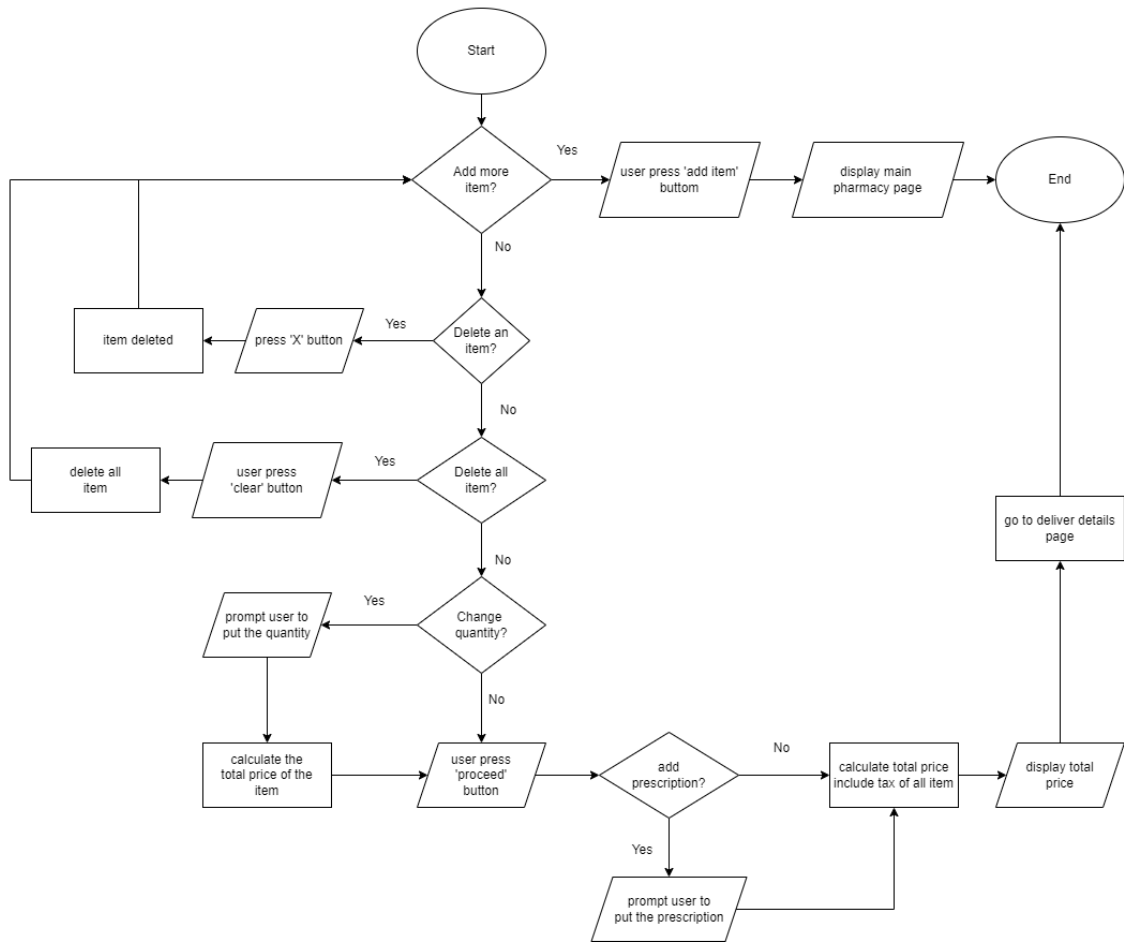 Start
Add more
item?
Yes
user press 'add item'
buttom
display main
pharmacy page
End
No
item deleted
press 'X' button
Yes
Delete an
item?
No
delete all
item
user press
'clear' button
Yes
Delete all
item?
go to deliver details
page
No
prompt user to
put the quantity
Yes
Change
quantity?
No
calculate the
total price of the
item
user press
'proceed'
button
add
prescription?
No
calculate total price
include tax of all item
display total
price
Yes
prompt user to
put the prescription